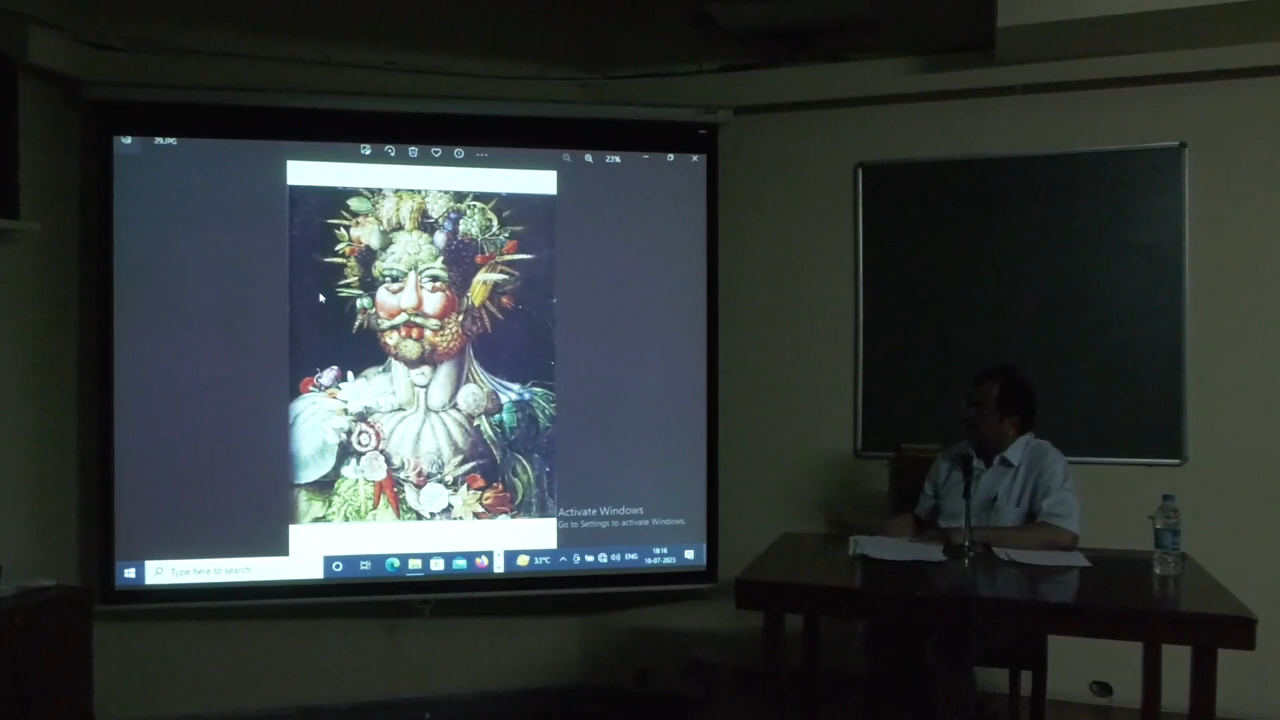 29.JPG
23%
Activate Windows
Go to Settings to activate Windows.
Type here to search
33°C
ENG
18:16
10-07-2023